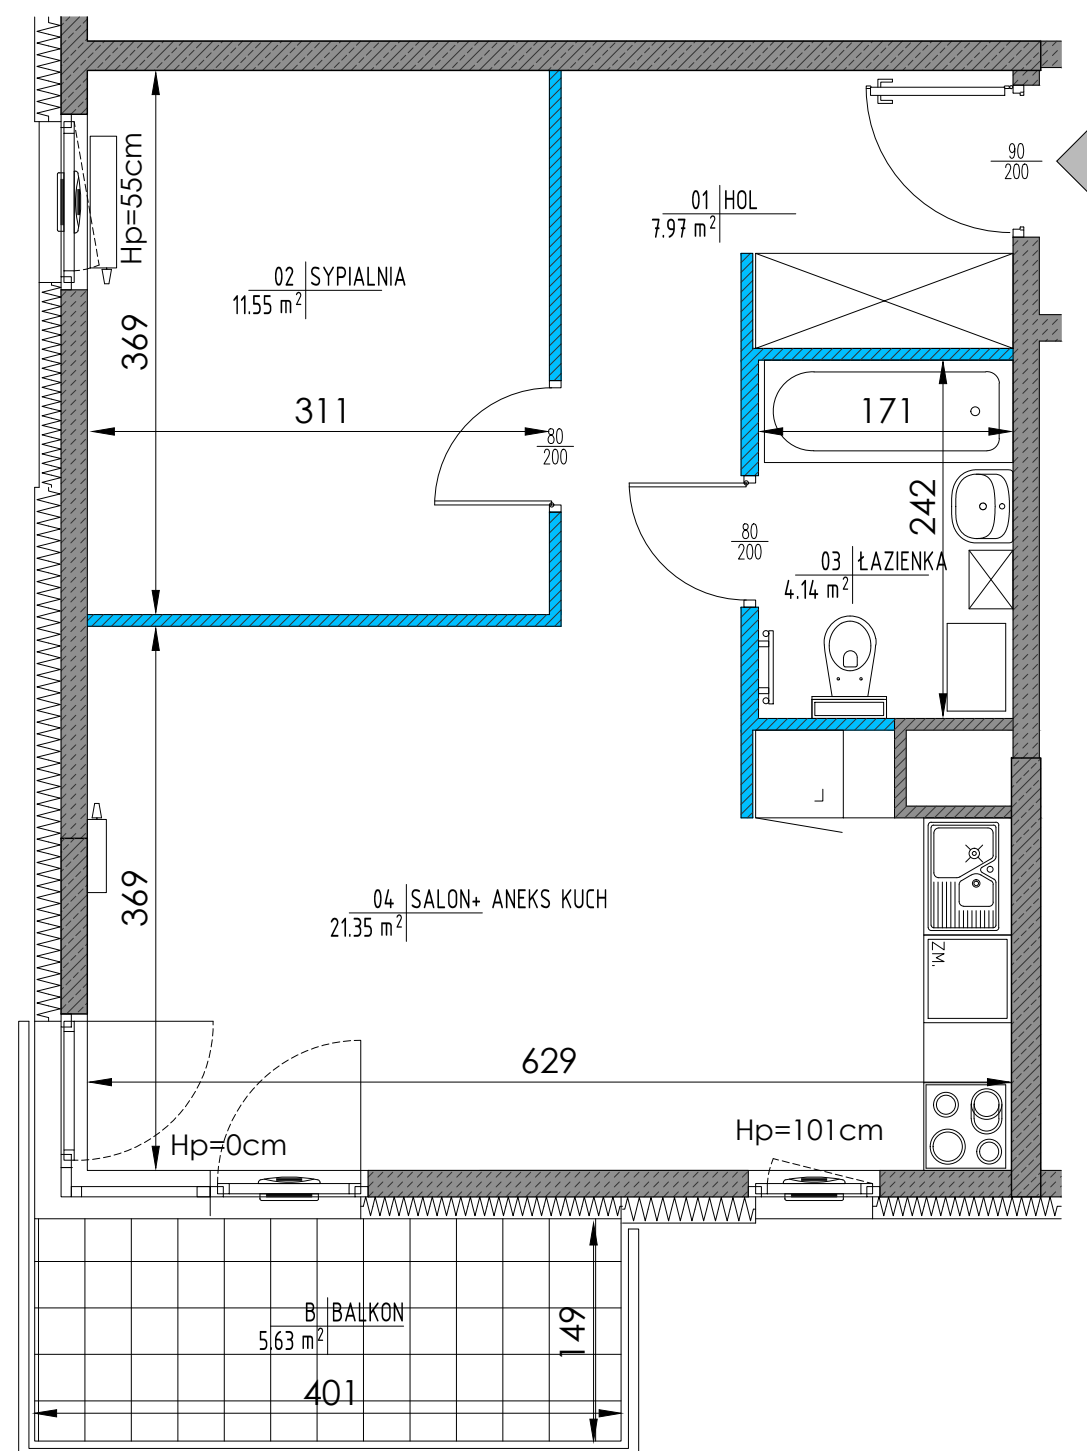 Hp=55cm
90
200
01 HOL
7.97 m²
02 SYPIALNIA
11.55 m²
369
311
171
80
200
242
80
200
03 ŁAZIENKA
4.14 m²
369
04 SALON+ ANEKS KUCH
21.35 m²
ZM.
629
Hp=0cm
Hp=101cm
B BALKON
5.63 m²
149
401